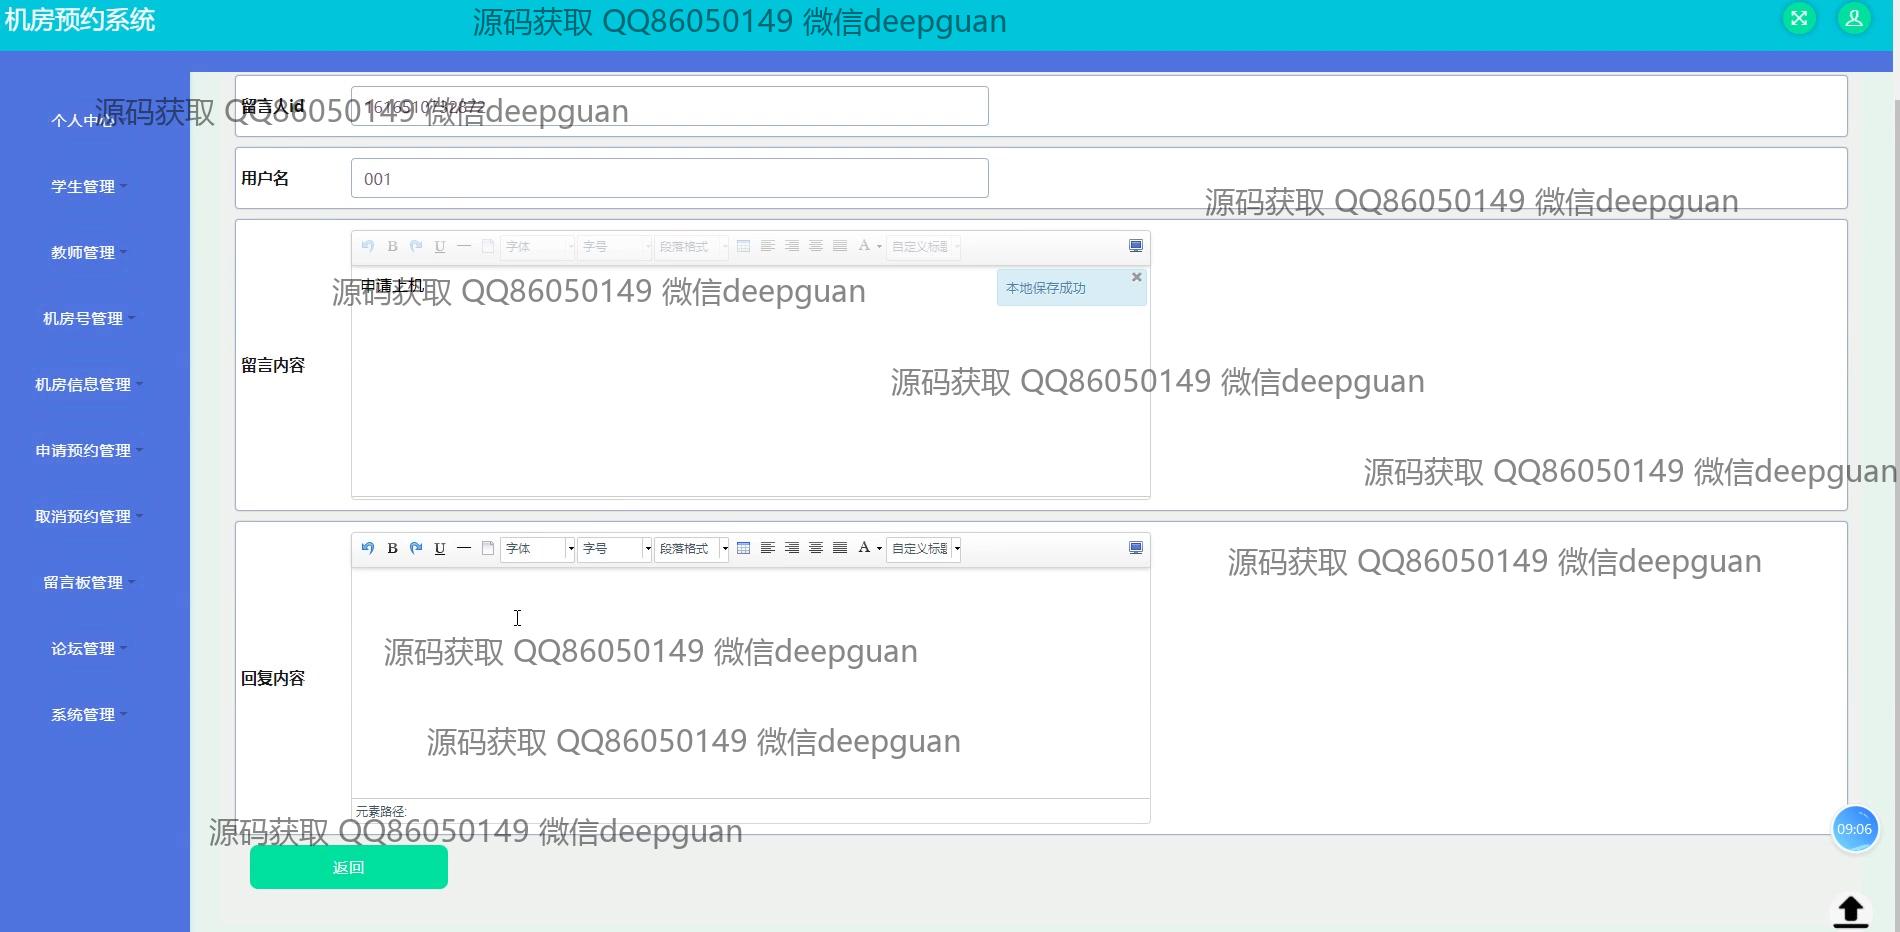 机房预约系统
源码获取 QQ86050149 微信deepguan
个人中心
学生管理
教师管理
机房号管理
机房信息管理
申请预约管理
取消预约管理
留言板管理
论坛管理
系统管理
留言人id
源码获取 QQ86050149 微信deepguan
用户名
001
源码获取 QQ86050149 微信deepguan
B U 字体 字号 段落格式 A 自定义标题
申请上机
本地保存成功
源码获取 QQ86050149 微信deepguan
留言内容
源码获取 QQ86050149 微信deepguan
源码获取 QQ86050149 微信deepguan
B U 字体 字号 段落格式 A 自定义标题
源码获取 QQ86050149 微信deepguan
源码获取 QQ86050149 微信deepguan
回复内容
源码获取 QQ86050149 微信deepguan
元素路径:
源码获取 QQ86050149 微信deepguan
09:06
返回